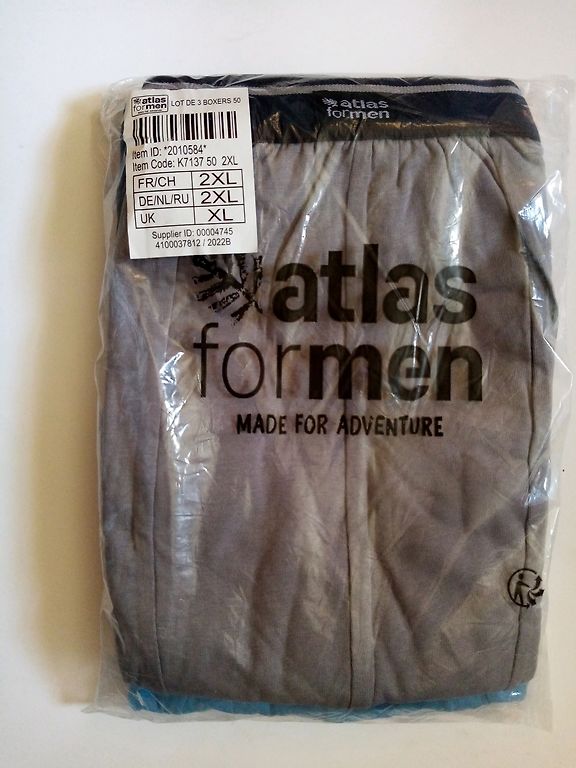 atlas
formen
LOT DE 3 BOXERS 50
Item ID: *2010584*
Item Code: K7137 50 2XL
FR/CH 2XL
DE/NL/RU 2XL
UK XL
Supplier ID: 00004745
4100037812 / 2022B
atlas
formen
atlas
formen
MADE FOR ADVENTURE